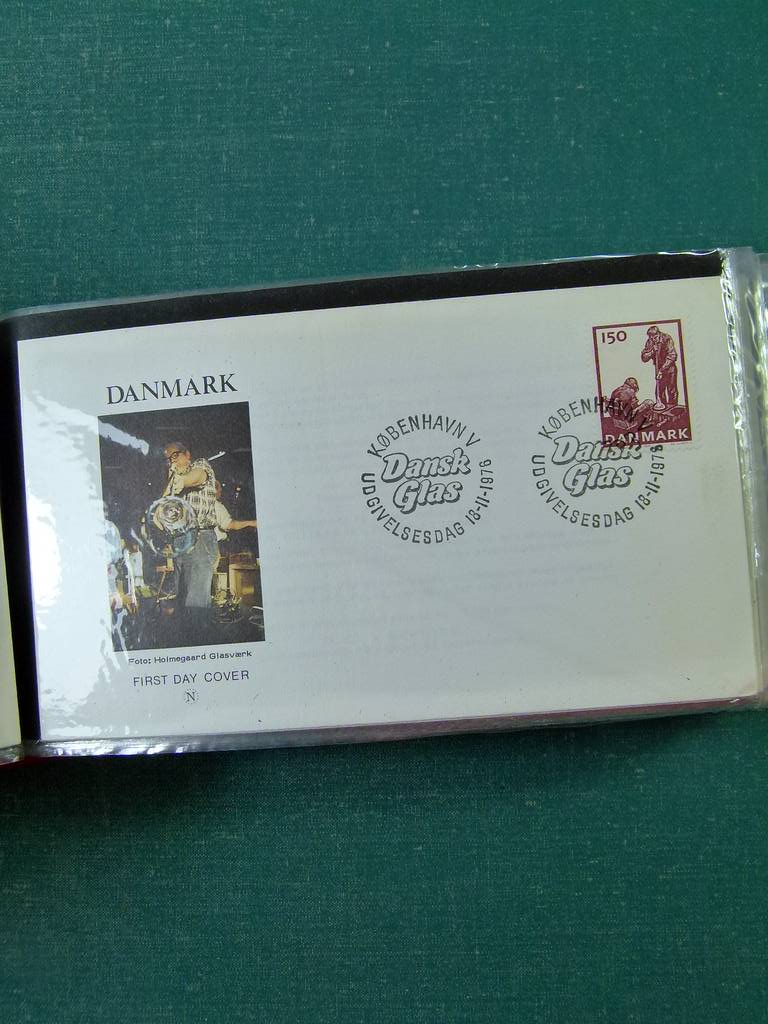 DANMARK
Foto: Holmegaard Glasværk
FIRST DAY COVER
N
KØBENHAVN V
Dansk
Glas
UDGIVELSESDAG 18-11-1976
150
DANMARK
KØBENHAVN V
Dansk
Glas
UDGIVELSESDAG 18-11-1976